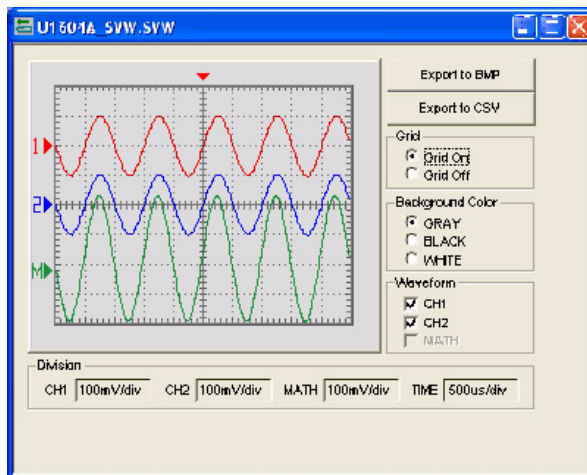 U1604A_SVW.SVW
Export to BMP
Export to CSV
Grid
Grid On
Grid Off
Background Color
GRAY
BLACK
WHITE
Waveform
CH1
CH2
MATH
1
2
M
Division
CH1 100mV/div CH2 100mV/div MATH 100mV/div TIME 500us/div